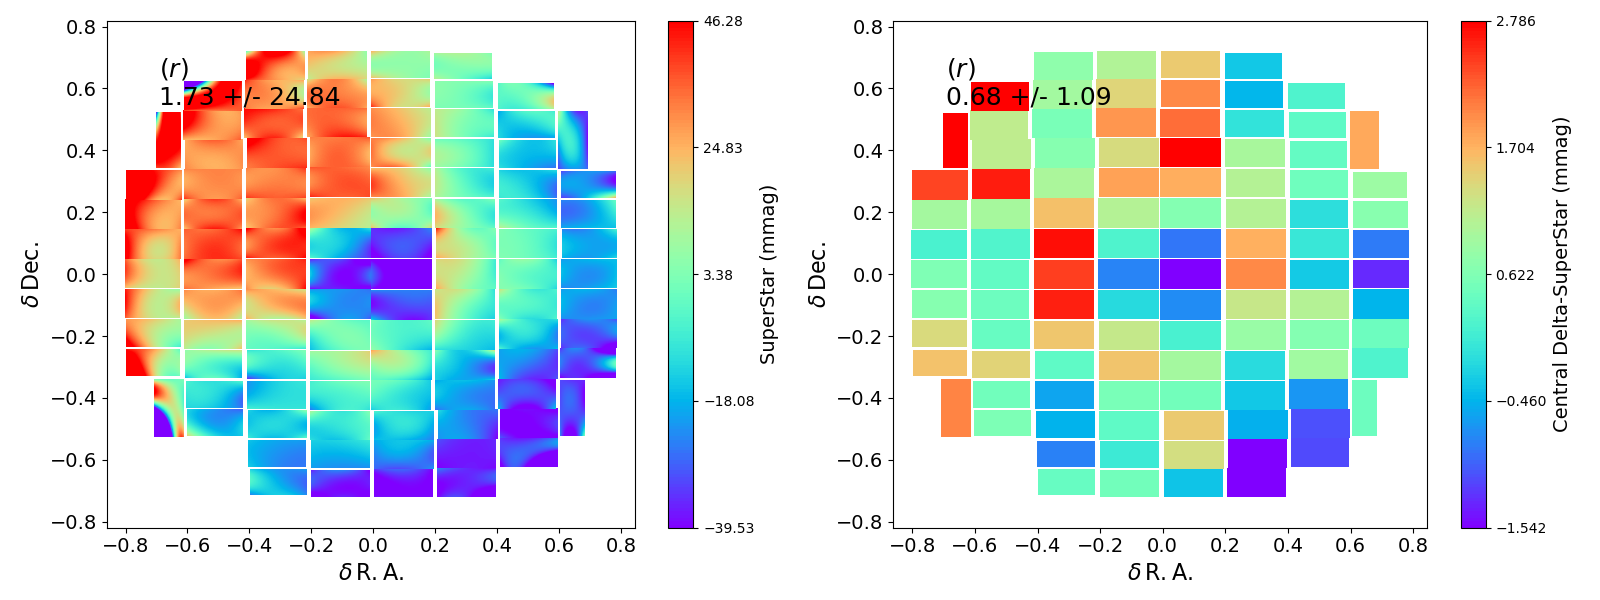 (r)
1.73 +/- 24.84
0.8
0.6
0.4
0.2
0.0
−0.2
−0.4
−0.6
−0.8
δ Dec.
−0.8 −0.6 −0.4 −0.2 0.0 0.2 0.4 0.6 0.8
δ R. A.
46.28
24.83
3.38
−18.08
−39.53
SuperStar (mmag)
(r)
0.68 +/- 1.09
0.8
0.6
0.4
0.2
0.0
−0.2
−0.4
−0.6
−0.8
δ Dec.
−0.8 −0.6 −0.4 −0.2 0.0 0.2 0.4 0.6 0.8
δ R. A.
2.786
1.704
0.622
−0.460
−1.542
Central Delta-SuperStar (mmag)